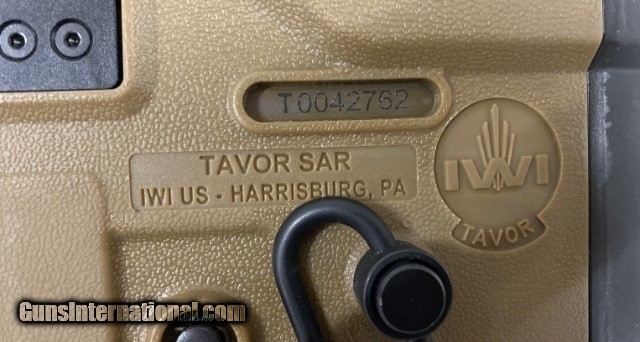 T0042762
TAVOR SAR
IWI US - HARRISBURG, PA
IWI
TAVOR
GunsInternational.com